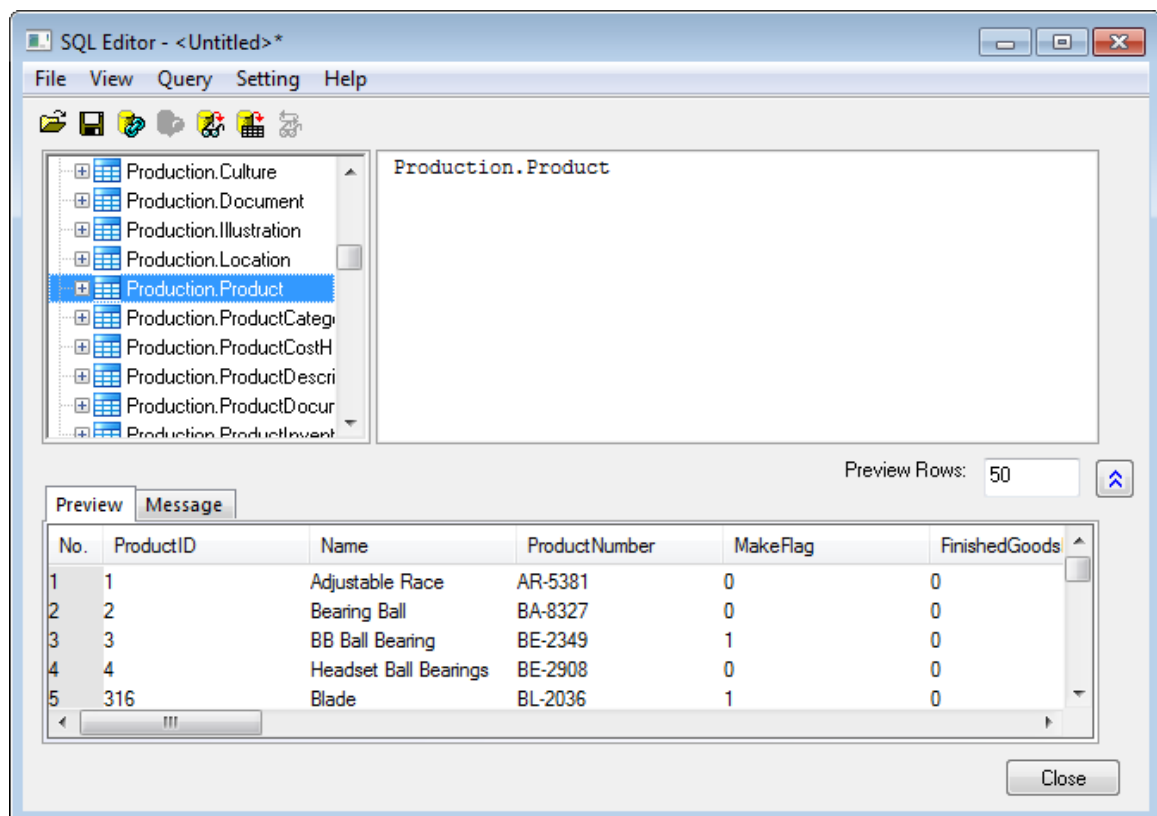 SQL Editor - <Untitled>*
File View Query Setting Help
Production.Culture
Production.Document
Production.Illustration
Production.Location
Production.Product
Production.ProductCateg
Production.ProductCostH
Production.ProductDescri
Production.ProductDocur
Production.ProductInvent
Production.Product
Preview Rows: 50
Preview Message
No. ProductID Name ProductNumber MakeFlag FinishedGoods
1 1 Adjustable Race AR-5381 0 0
2 2 Bearing Ball BA-8327 0 0
3 3 BB Ball Bearing BE-2349 1 0
4 4 Headset Ball Bearings BE-2908 0 0
5 316 Blade BL-2036 1 0
Close